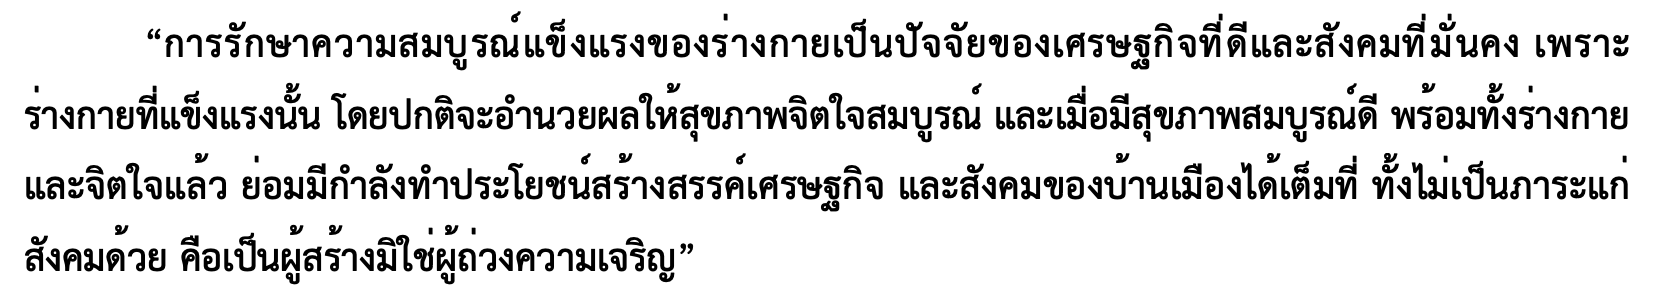 “การรักษาความสมบูรณ์แข็งแรงของร่างกายเป็นปัจจัยของเศรษฐกิจที่ดีและสังคมที่มั่นคง เพราะ
ร่างกายที่แข็งแรงนั้น โดยปกติจะอำนวยผลให้สุขภาพจิตใจสมบูรณ์ และเมื่อมีสุขภาพสมบูรณ์ดี พร้อมทั้งร่างกาย
และจิตใจแล้ว ย่อมมีกำลังทำประโยชน์สร้างสรรค์เศรษฐกิจ และสังคมของบ้านเมืองได้เต็มที่ ทั้งไม่เป็นภาระแก่
สังคมด้วย คือเป็นผู้สร้างมิใช่ผู้ถ่วงความเจริญ”